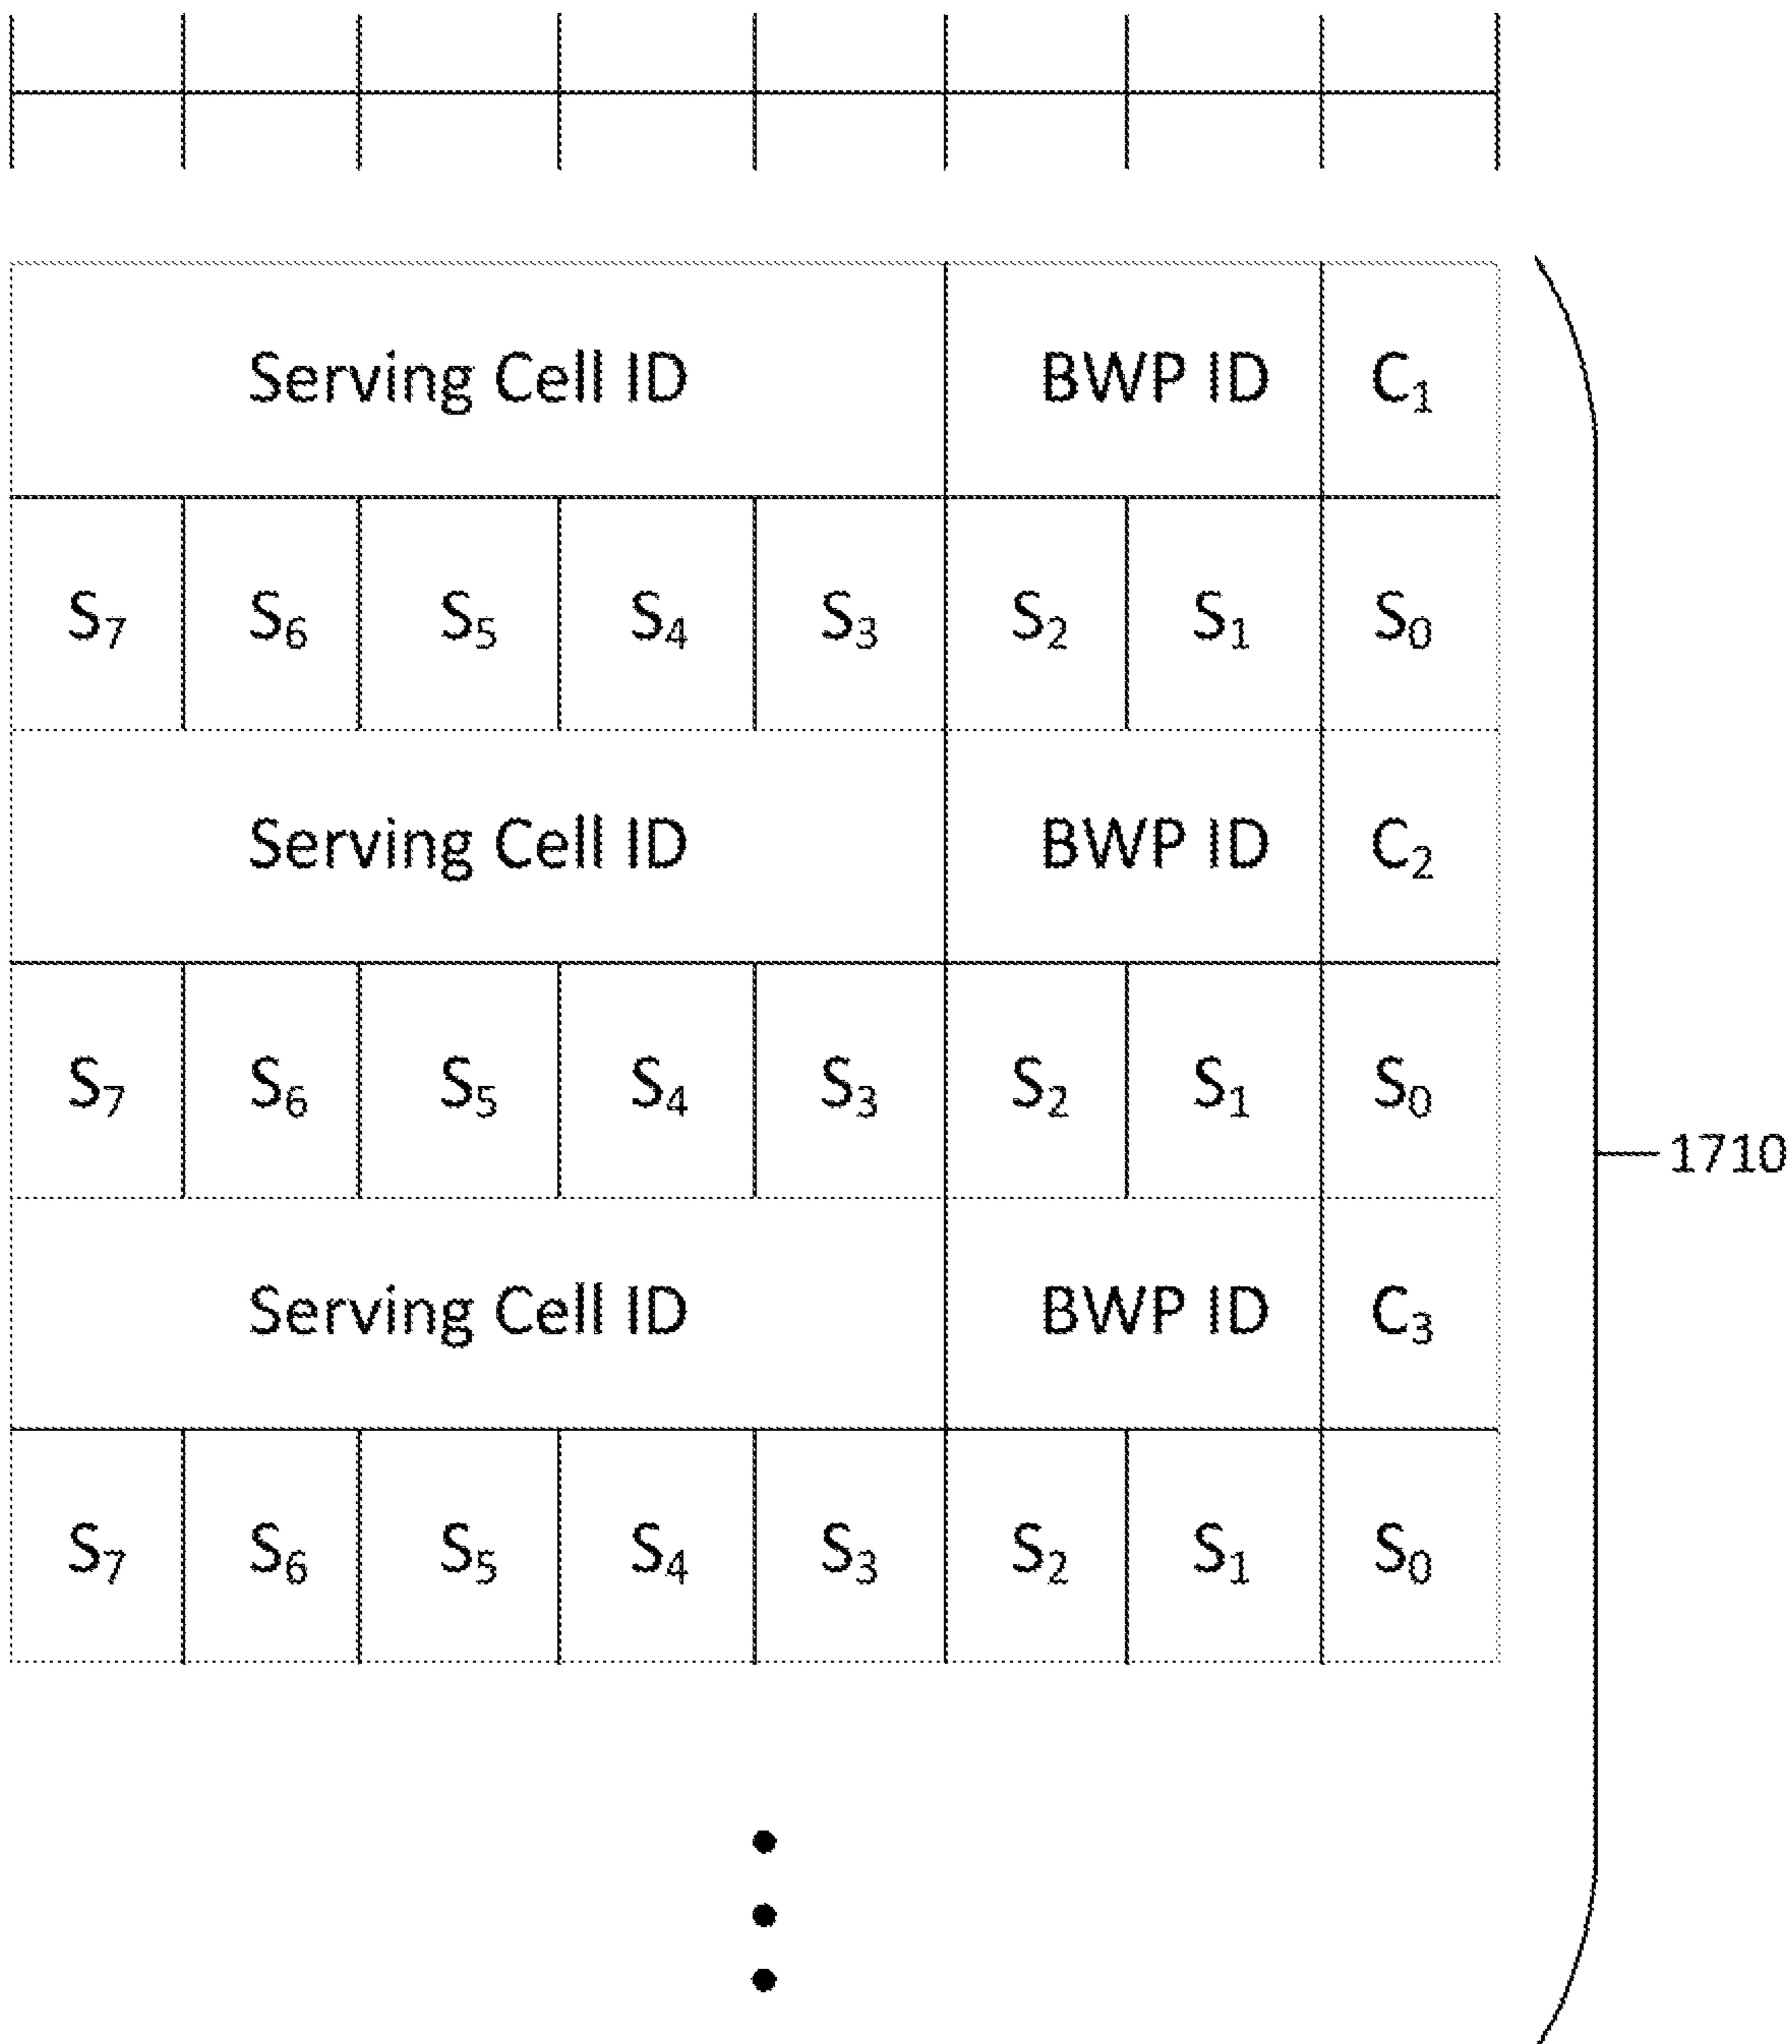 Serving Cell ID BWP ID C₁
S₇ S₆ S₅ S₄ S₃ S₂ S₁ S₀
Serving Cell ID BWP ID C₂
S₇ S₆ S₅ S₄ S₃ S₂ S₁ S₀
1710
Serving Cell ID BWP ID C₃
S₇ S₆ S₅ S₄ S₃ S₂ S₁ S₀